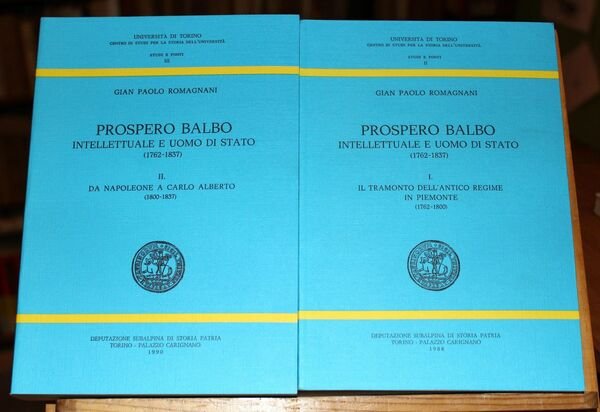 UNIVERSITÀ DI TORINO
CENTRO DI STUDI PER LA STORIA DELL'UNIVERSITÀ
STUDI E FONTI
III
GIAN PAOLO ROMAGNANI
PROSPERO BALBO
INTELLETTUALE E UOMO DI STATO
(1762-1837)
II.
DA NAPOLEONE A CARLO ALBERTO
(1800-1837)
DEPUTAZIONE SUBALPINA DI STORIA PATRIA
TORINO - PALAZZO CARIGNANO
1990
UNIVERSITÀ DI TORINO
CENTRO DI STUDI PER LA STORIA DELL'UNIVERSITÀ
STUDI E FONTI
II
GIAN PAOLO ROMAGNANI
PROSPERO BALBO
INTELLETTUALE E UOMO DI STATO
(1762-1837)
I.
IL TRAMONTO DELL'ANTICO REGIME
IN PIEMONTE
(1762-1800)
DEPUTAZIONE SUBALPINA DI STORIA PATRIA
TORINO - PALAZZO CARIGNANO
1988